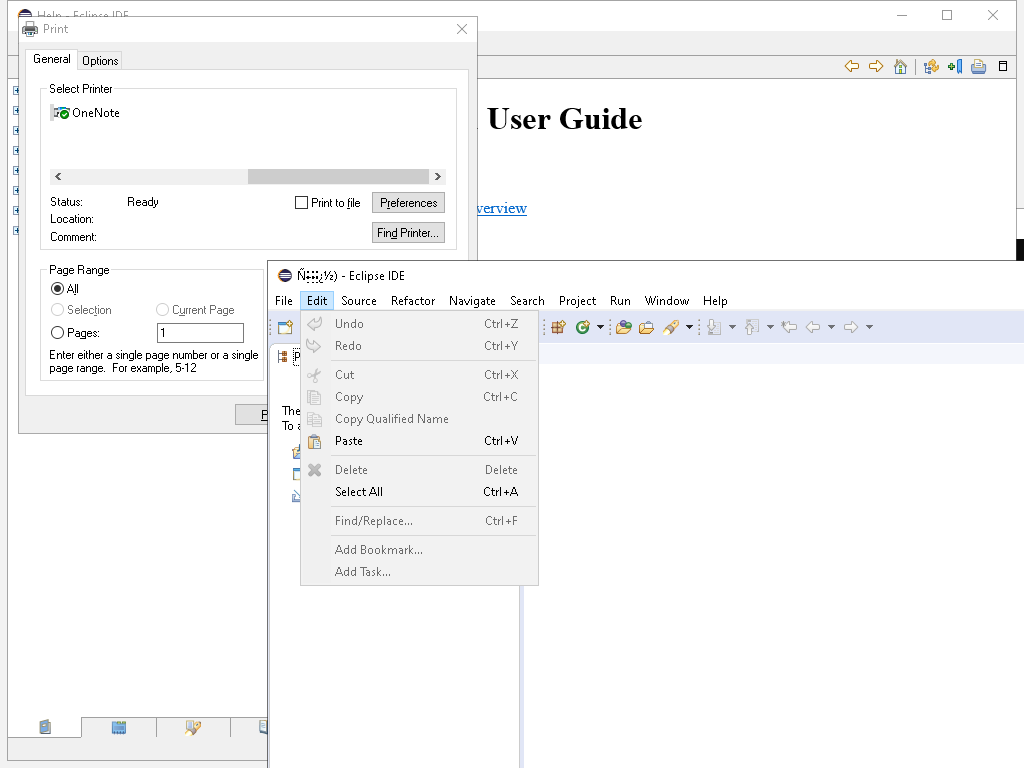 Help - Eclipse IDE
Print
General
Options
Select Printer
OneNote
User Guide
Status: Ready
Print to file
Preferences
Location:
Find Printer...
Comment:
verview
Page Range
All
Selection
Current Page
Pages: 1
Enter either a single page number or a single
page range. For example, 5-12
- Eclipse IDE
File Edit Source Refactor Navigate Search Project Run Window Help
Undo Ctrl+Z
Redo Ctrl+Y
Cut Ctrl+X
Copy Ctrl+C
Copy Qualified Name
Paste Ctrl+V
Delete Delete
Select All Ctrl+A
Find/Replace... Ctrl+F
Add Bookmark...
Add Task...
P
The
To a